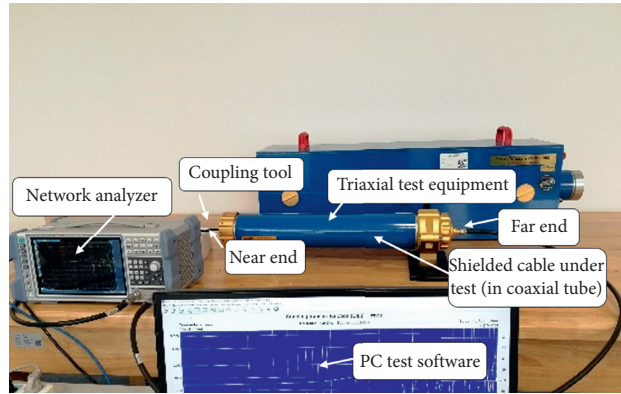 Coupling tool
Triaxial test equipment
Network analyzer
Far end
Near end
Shielded cable under
test (in coaxial tube)
PC test software